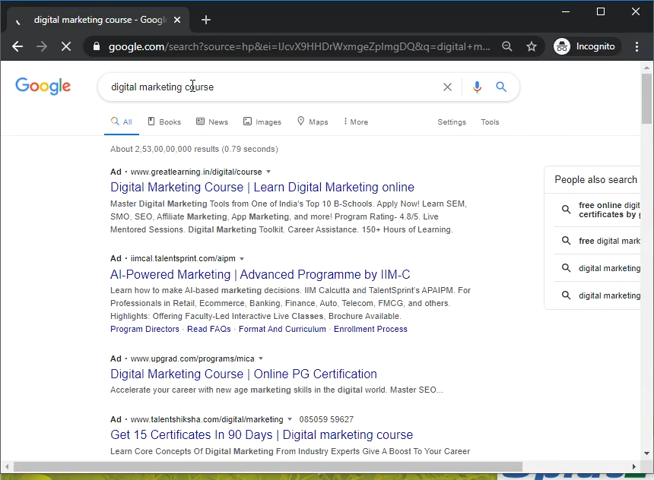 digital marketing course - Goog
google.com/search?source=hp&ei=IJcvX9HHDrWxmgeZpImgDQ&q=digital+m...
Incognito
Google
digital marketing course
All Books News Images Maps More Settings Tools
About 2,53,00,00,000 results (0.79 seconds)
Ad · www.greatlearning.in/digital/course
Digital Marketing Course | Learn Digital Marketing online
Master Digital Marketing Tools from One of India's Top 10 B-Schools. Apply Now! Learn SEM,
SMO, SEO, Affiliate Marketing, App Marketing, and more! Program Rating- 4.8/5. Live
Mentored Sessions. Digital Marketing Toolkit. Career Assistance. 150+ Hours of Learning.
Ad · iimcal.talentsprint.com/aipm
AI-Powered Marketing | Advanced Programme by IIM-C
Learn how to make AI-based marketing decisions. IIM Calcutta and TalentSprint's APAIPM. For
Professionals in Retail, Ecommerce, Banking, Finance, Auto, Telecom, FMCG, and others.
Highlights: Offering Faculty-Led Interactive Live Classes, Brochure Available.
Program Directors · Read FAQs · Format And Curriculum · Enrollment Process
Ad · www.upgrad.com/programs/mica
Digital Marketing Course | Online PG Certification
Accelerate your career with new age marketing skills in the digital world. Master SEO...
Ad · www.talentshiksha.com/digital/marketing 085059 59627
Get 15 Certificates In 90 Days | Digital marketing course
Learn Core Concepts Of Digital Marketing From Industry Experts Give A Boost To Your Career
People also search
free online digit
certificates by g
free digital mark
digital marketing
digital marketing